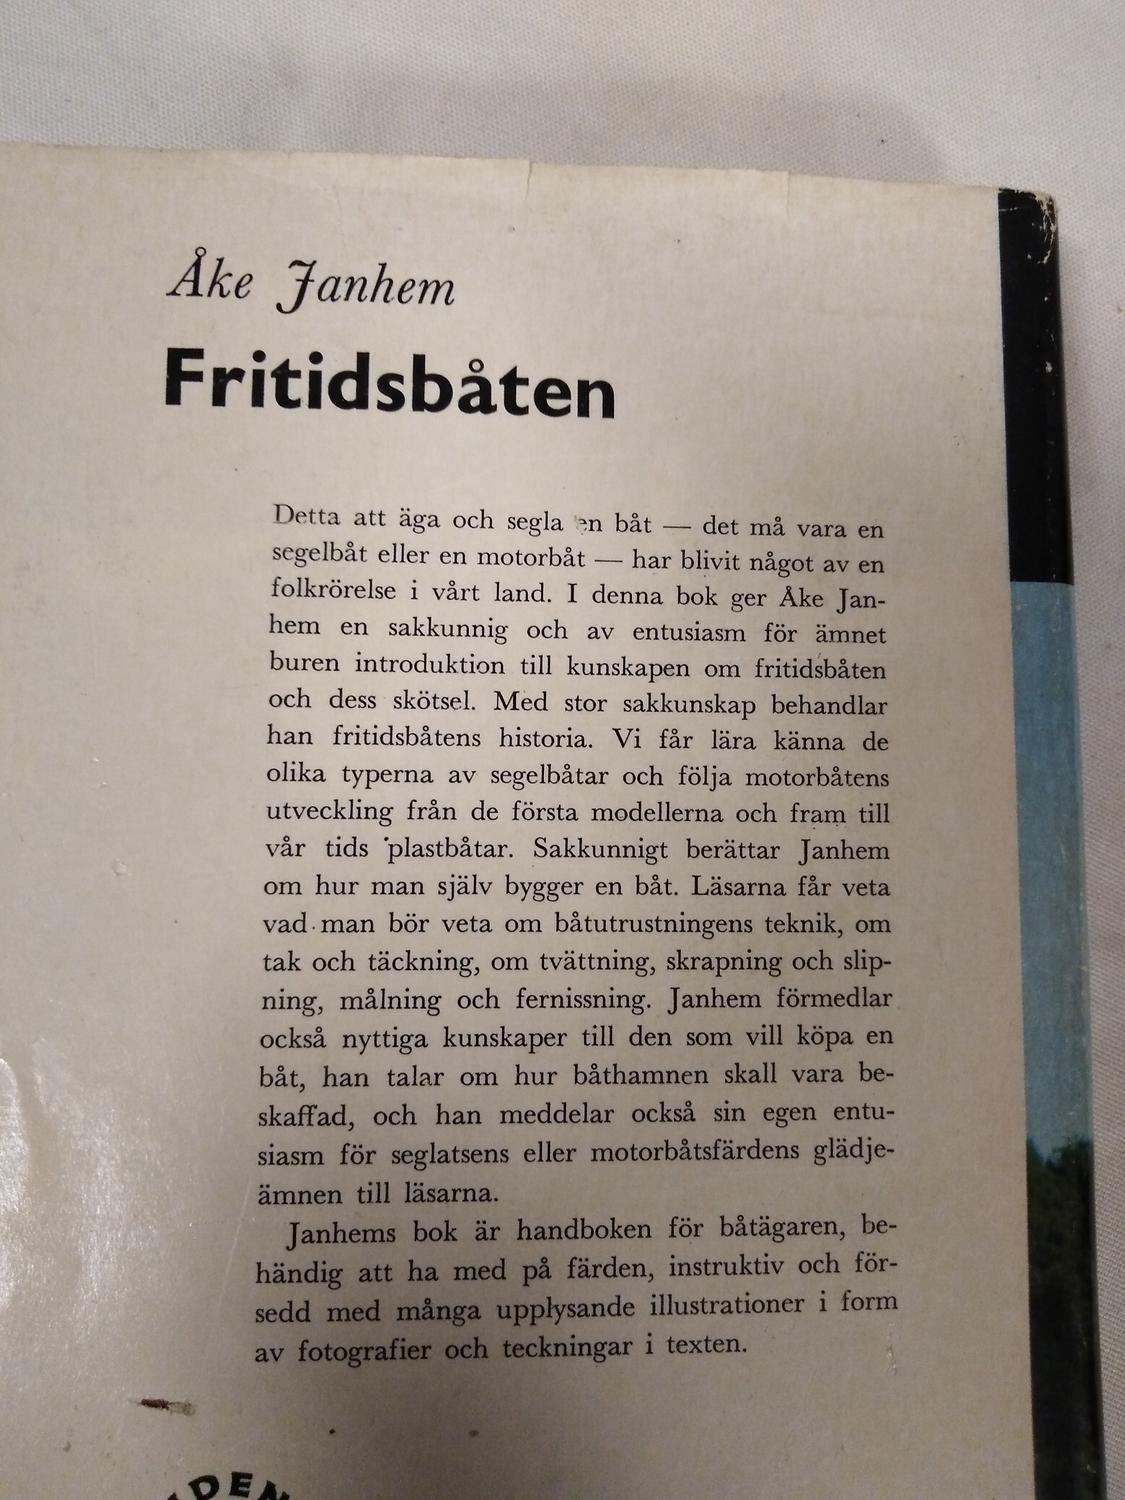 Åke Janhem
Fritidsbåten
Detta att äga och segla en båt — det må vara en
segelbåt eller en motorbåt — har blivit något av en
folkrörelse i vårt land. I denna bok ger Åke Jan-
hem en sakkunnig och av entusiasm för ämnet
buren introduktion till kunskapen om fritidsbåten
och dess skötsel. Med stor sakkunskap behandlar
han fritidsbåtens historia. Vi får lära känna de
olika typerna av segelbåtar och följa motorbåtens
utveckling från de första modellerna och fram till
vår tids plastbåtar. Sakkunnigt berättar Janhem
om hur man själv bygger en båt. Läsarna får veta
vad man bör veta om båtutrustningens teknik, om
tak och täckning, om tvättning, skrapning och slip-
ning, målning och fernissning. Janhem förmedlar
också nyttiga kunskaper till den som vill köpa en
båt, han talar om hur båthamnen skall vara be-
skaffad, och han meddelar också sin egen entu-
siasm för seglatsens eller motorbåtsfärdens glädje-
ämnen till läsarna.
Janhems bok är handboken för båtägaren, be-
händig att ha med på färden, instruktiv och för-
sedd med många upplysande illustrationer i form
av fotografier och teckningar i texten.